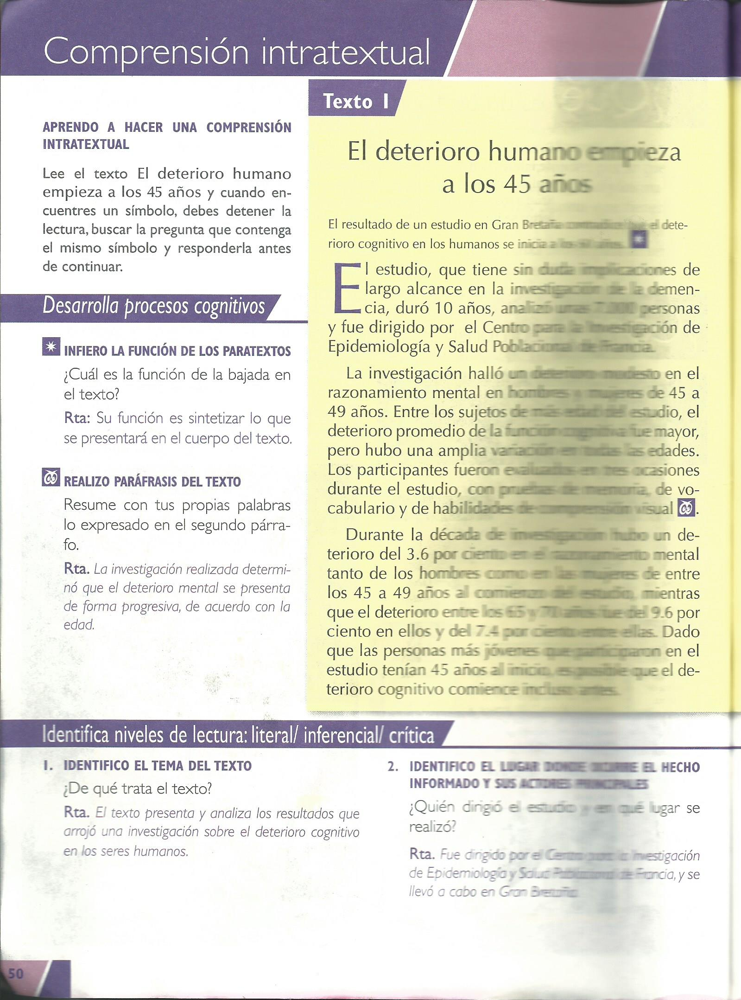 Comprensión intratextual
APRENDO A HACER UNA COMPRENSIÓN
INTRATEXTUAL
Lee el texto El deterioro humano
empieza a los 45 años y cuando en-
cuentres un símbolo, debes detener la
lectura, buscar la pregunta que contenga
el mismo símbolo y responderla antes
de continuar.
Desarrolla procesos cognitivos
INFIERO LA FUNCIÓN DE LOS PARATEXTOS
¿Cuál es la función de la bajada en
el texto?
Rta: Su función es sintetizar lo que
se presentará en el cuerpo del texto.
REALIZO PARÁFRASIS DEL TEXTO
Resume con tus propias palabras
lo expresado en el segundo párra-
fo.
Rta. La investigación realizada determi-
nó que el deterioro mental se presenta
de forma progresiva, de acuerdo con la
edad.
Texto 1
El deterioro humano empieza
a los 45 años
El resultado de un estudio en Gran Bretaña el dete-
rioro cognitivo en los humanos se inicia a los años.
El estudio, que tiene sin duda implicaciones de
largo alcance en la investigación de la demen-
cia, duró 10 años, analizó unas 7.000 personas
y fue dirigido por el Centro para la Investigación de
Epidemiología y Salud Poblacional de Francia.
La investigación halló un deterioro modesto en el
razonamiento mental en hombres y mujeres de 45 a
49 años. Entre los sujetos de más edad del estudio, el
deterioro promedio de la función cognitiva fue mayor,
pero hubo una amplia variación en todas las edades.
Los participantes fueron evaluados en tres ocasiones
durante el estudio, con pruebas de memoria, de vo-
cabulario y de habilidades de comprensión visual .
Durante la década de investigación hubo un de-
terioro del 3.6 por ciento en el razonamiento mental
tanto de los hombres como en las mujeres de entre
los 45 a 49 años al comienzo del estudio, mientras
que el deterioro entre los 65 y 70 años fue del 9.6 por
ciento en ellos y del 7.4 por ciento entre ellas. Dado
que las personas más jóvenes que participaron en el
estudio tenían 45 años al inicio, es posible que el de-
terioro cognitivo comience incluso antes.
Identifica niveles de lectura: literal/ inferencial/ crítica
1. IDENTIFICO EL TEMA DEL TEXTO
¿De qué trata el texto?
Rta. El texto presenta y analiza los resultados que
arrojó una investigación sobre el deterioro cognitivo
en los seres humanos.
2. IDENTIFICO EL LUGAR DONDE OCURRE EL HECHO
INFORMADO Y SUS ACTORES PRINCIPALES
¿Quién dirigió el estudio y en qué lugar se
realizó?
Rta. Fue dirigido por el Centro para la Investigación
de Epidemiología y Salud Poblacional de Francia, y se
llevó a cabo en Gran Bretaña.
50